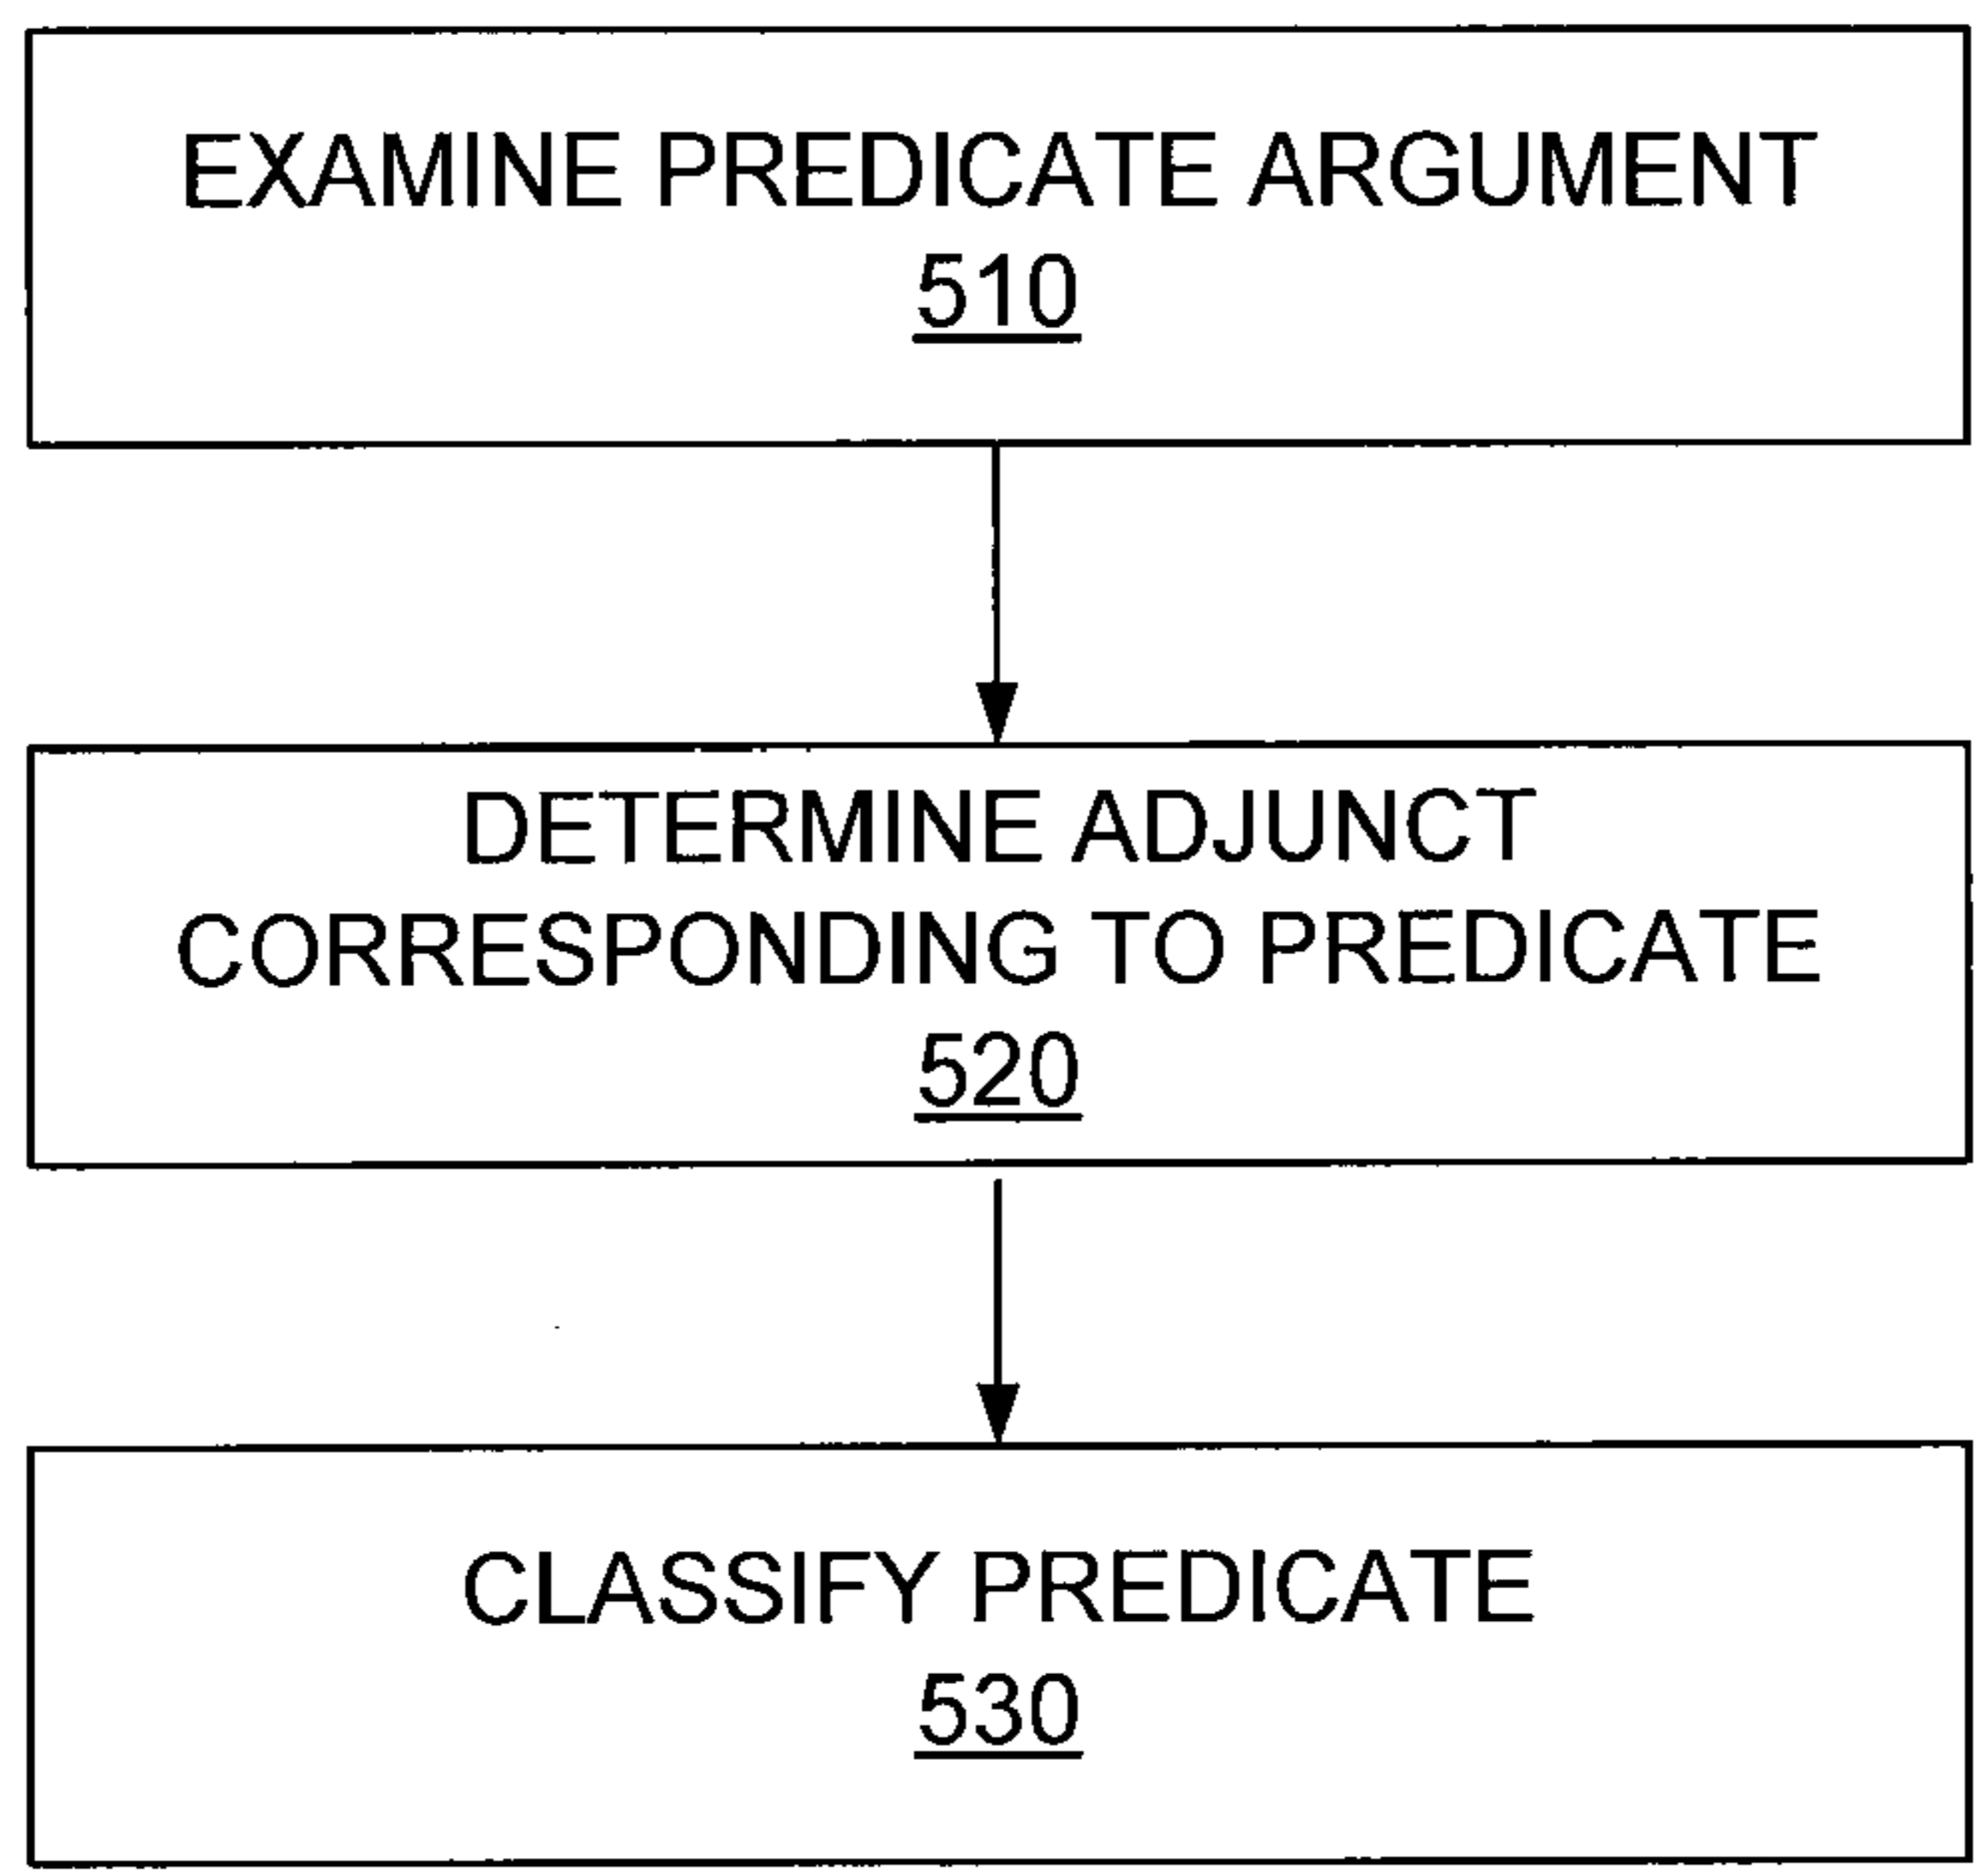 EXAMINE PREDICATE ARGUMENT
510
DETERMINE ADJUNCT
CORRESPONDING TO PREDICATE
520
CLASSIFY PREDICATE
530